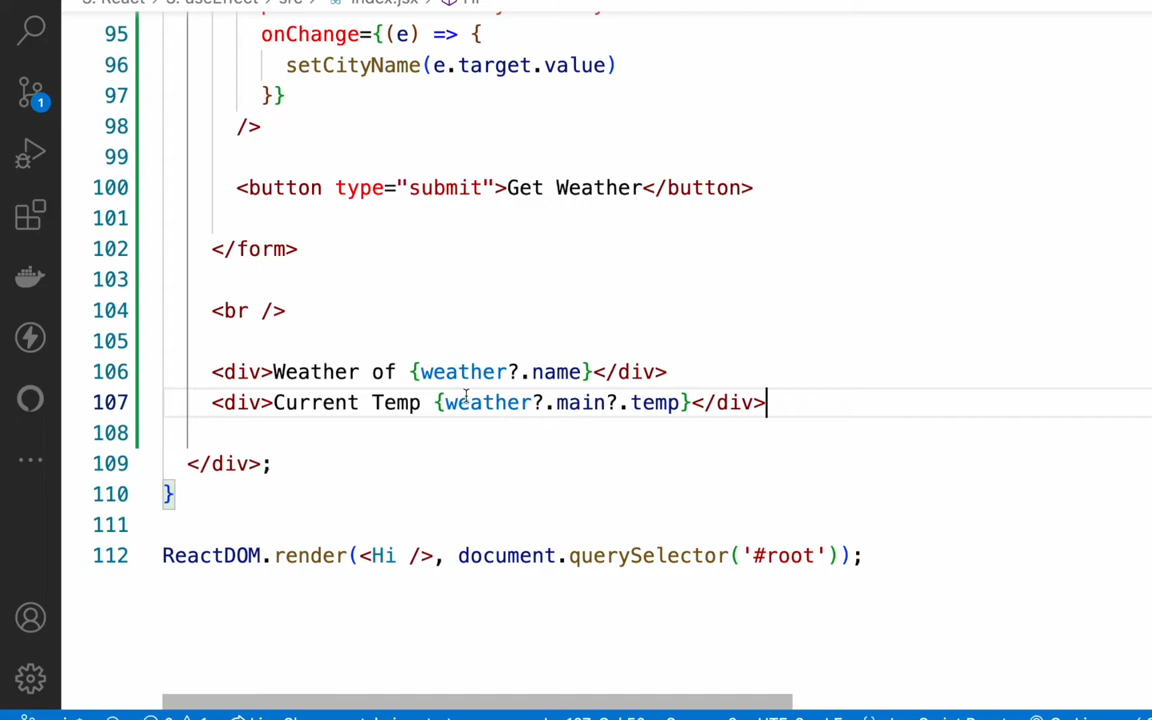 95 onChange={(e) => {
96 setCityName(e.target.value)
97 }}
98 />
99
100 <button type="submit">Get Weather</button>
101
102 </form>
103
104 <br />
105
106 <div>Weather of {weather?.name}</div>
107 <div>Current Temp {weather?.main?.temp}</div>
108
109 </div>;
110 }
111
112 ReactDOM.render(<Hi />, document.querySelector('#root'));
1